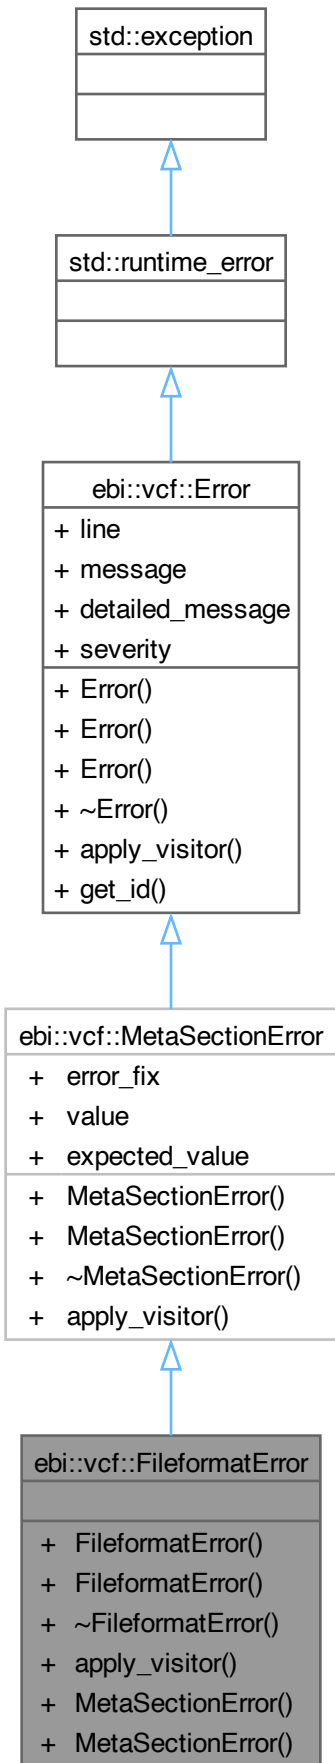 std::exception
std::runtime_error
ebi::vcf::Error
+ line
+ message
+ detailed_message
+ severity
+ Error()
+ Error()
+ Error()
+ ~Error()
+ apply_visitor()
+ get_id()
ebi::vcf::MetaSectionError
+ error_fix
+ value
+ expected_value
+ MetaSectionError()
+ MetaSectionError()
+ ~MetaSectionError()
+ apply_visitor()
ebi::vcf::FileformatError
+ FileformatError()
+ FileformatError()
+ ~FileformatError()
+ apply_visitor()
+ MetaSectionError()
+ MetaSectionError()